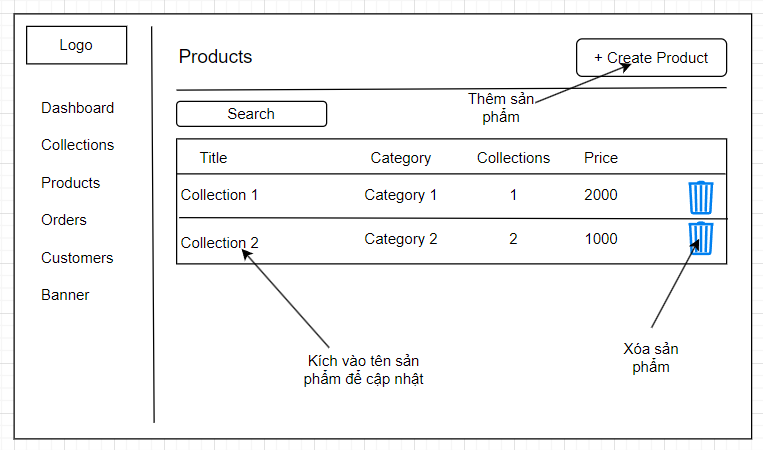 Logo
Dashboard
Collections
Products
Orders
Customers
Banner
Products
+ Create Product
Thêm sản
phẩm
Search
Title Category Collections Price
Collection 1 Category 1 1 2000
Collection 2 Category 2 2 1000
Kích vào tên sản
phẩm để cập nhật
Xóa sản
phẩm